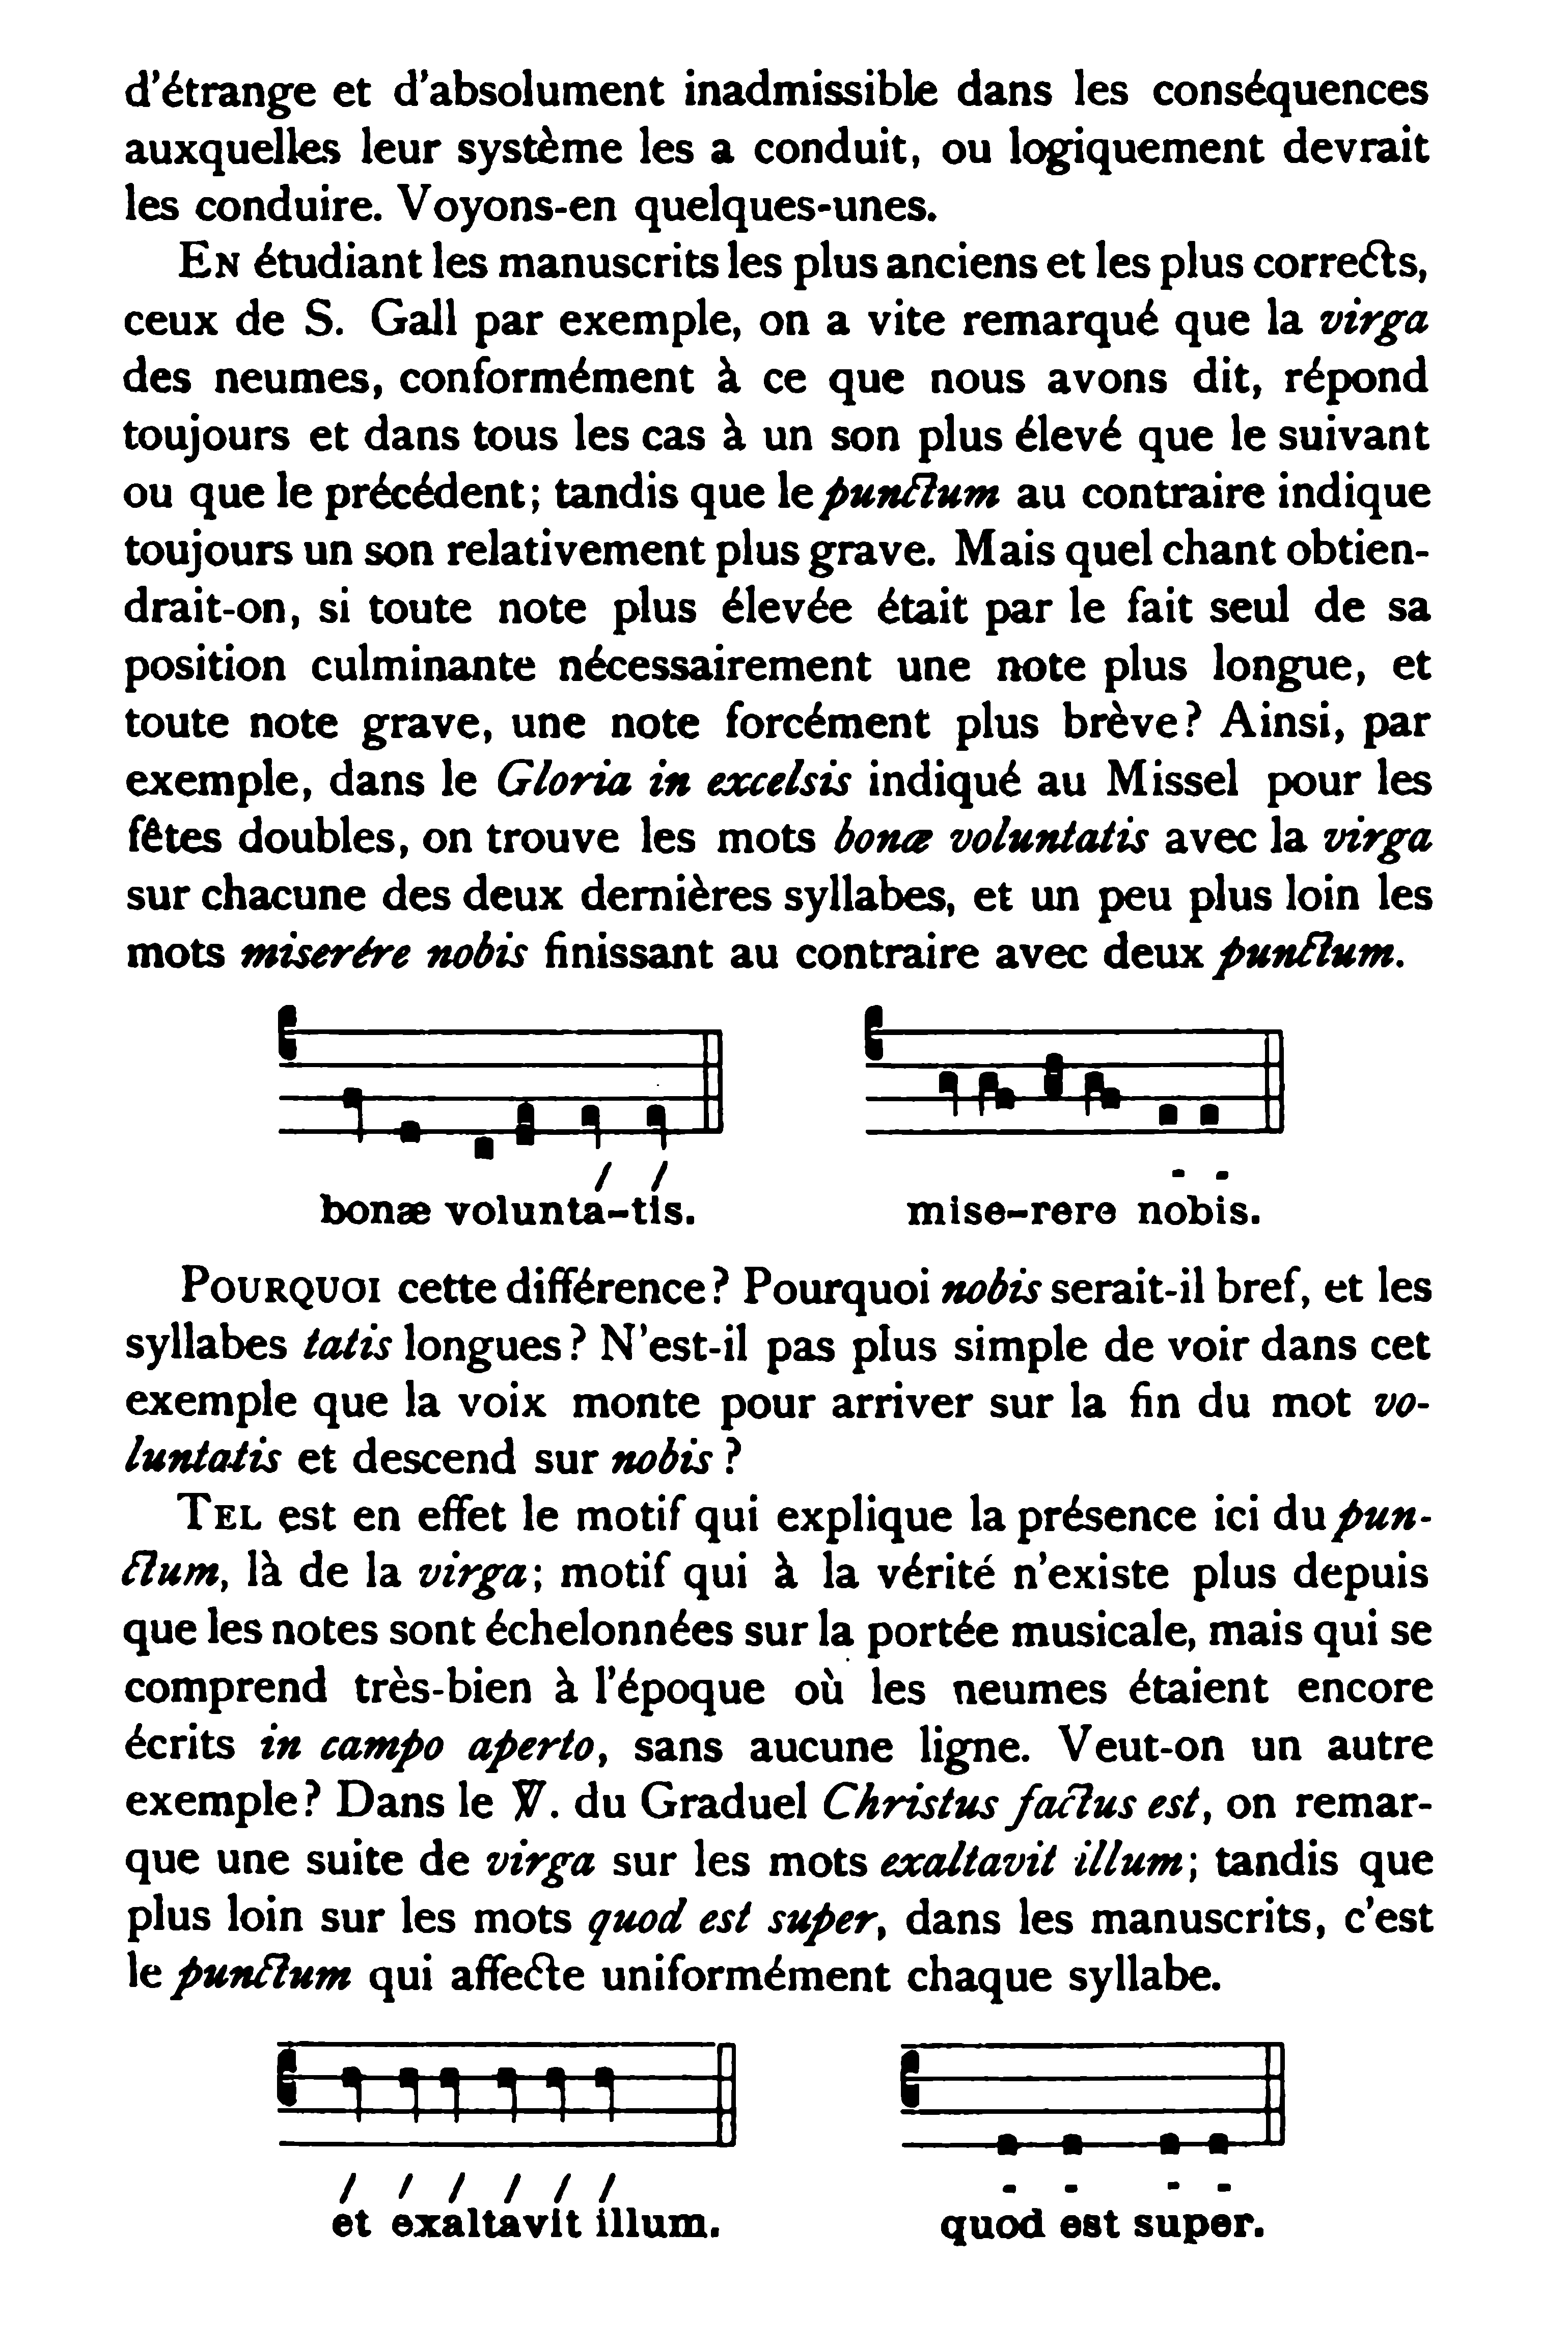 d'étrange et d'absolument inadmissible dans les conséquences
auxquelles leur système les a conduit, ou logiquement devrait
les conduire. Voyons-en quelques-unes.
EN étudiant les manuscrits les plus anciens et les plus corrects,
ceux de S. Gall par exemple, on a vite remarqué que la virga
des neumes, conformément à ce que nous avons dit, répond
toujours et dans tous les cas à un son plus élevé que le suivant
ou que le précédent; tandis que le punctum au contraire indique
toujours un son relativement plus grave. Mais quel chant obtien-
drait-on, si toute note plus élevée était par le fait seul de sa
position culminante nécessairement une note plus longue, et
toute note grave, une note forcément plus brève? Ainsi, par
exemple, dans le Gloria in excelsis indiqué au Missel pour les
fêtes doubles, on trouve les mots bonæ voluntatis avec la virga
sur chacune des deux dernières syllabes, et un peu plus loin les
mots miserére nobis finissant au contraire avec deux punctum.
bonæ volunta-tis. mise-rere nobis.
POURQUOI cette différence? Pourquoi nobis serait-il bref, et les
syllabes tatis longues? N'est-il pas plus simple de voir dans cet
exemple que la voix monte pour arriver sur la fin du mot vo-
luntatis et descend sur nobis ?
TEL est en effet le motif qui explique la présence ici du pun-
ctum, là de la virga; motif qui à la vérité n'existe plus depuis
que les notes sont échelonnées sur la portée musicale, mais qui se
comprend très-bien à l'époque où les neumes étaient encore
écrits in campo aperto, sans aucune ligne. Veut-on un autre
exemple? Dans le ℣. du Graduel Christus factus est, on remar-
que une suite de virga sur les mots exaltavit illum; tandis que
plus loin sur les mots quod est super, dans les manuscrits, c'est
le punctum qui affecte uniformément chaque syllabe.
et exaltavit illum. quod est super.